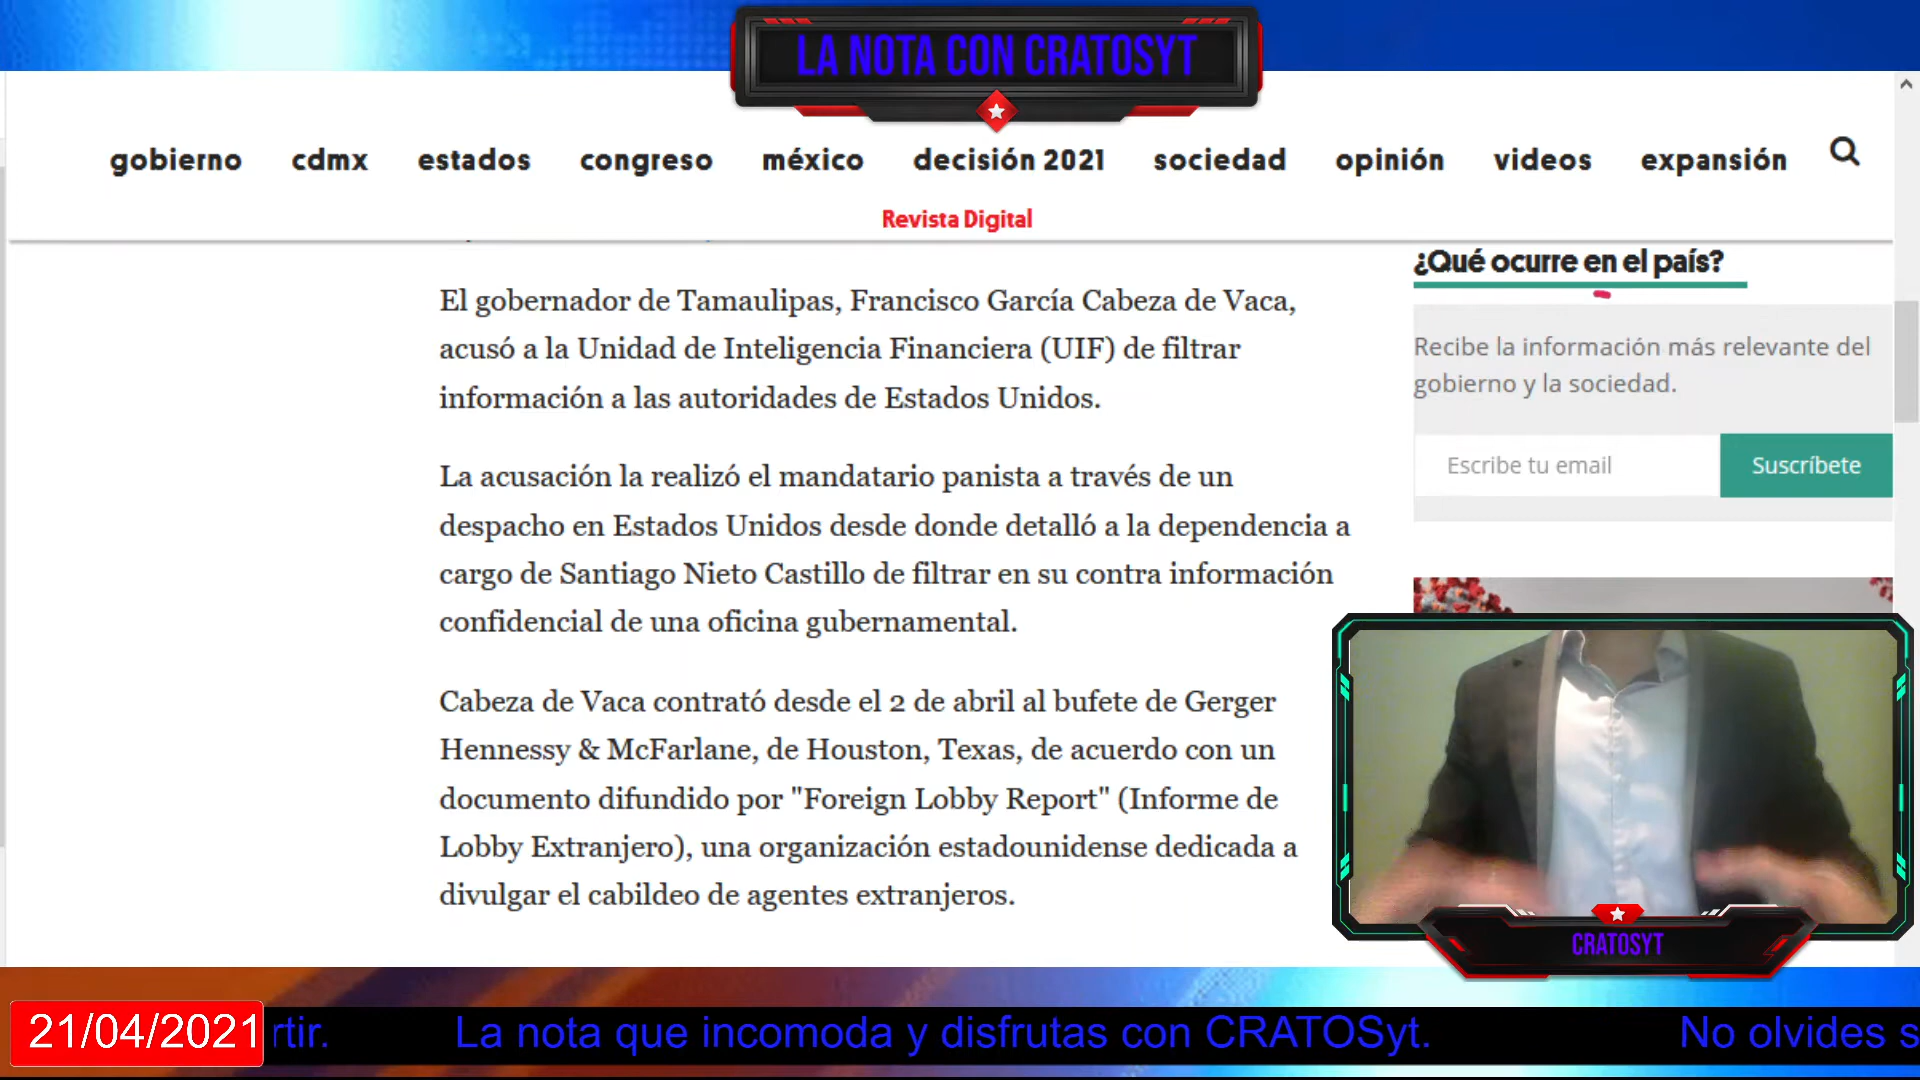 LA NOTA CON CRATOSYT
gobierno cdmx estados congreso méxico decisión 2021 sociedad opinión videos expansión
Revista Digital
El gobernador de Tamaulipas, Francisco García Cabeza de Vaca,
acusó a la Unidad de Inteligencia Financiera (UIF) de filtrar
información a las autoridades de Estados Unidos.
La acusación la realizó el mandatario panista a través de un
despacho en Estados Unidos desde donde detalló a la dependencia a
cargo de Santiago Nieto Castillo de filtrar en su contra información
confidencial de una oficina gubernamental.
Cabeza de Vaca contrató desde el 2 de abril al bufete de Gerger
Hennessy & McFarlane, de Houston, Texas, de acuerdo con un
documento difundido por "Foreign Lobby Report" (Informe de
Lobby Extranjero), una organización estadounidense dedicada a
divulgar el cabildeo de agentes extranjeros.
¿Qué ocurre en el país?
Recibe la información más relevante del
gobierno y la sociedad.
Escribe tu email Suscríbete
CRATOSYT
21/04/2021 rtir. La nota que incomoda y disfrutas con CRATOSyt. No olvides s